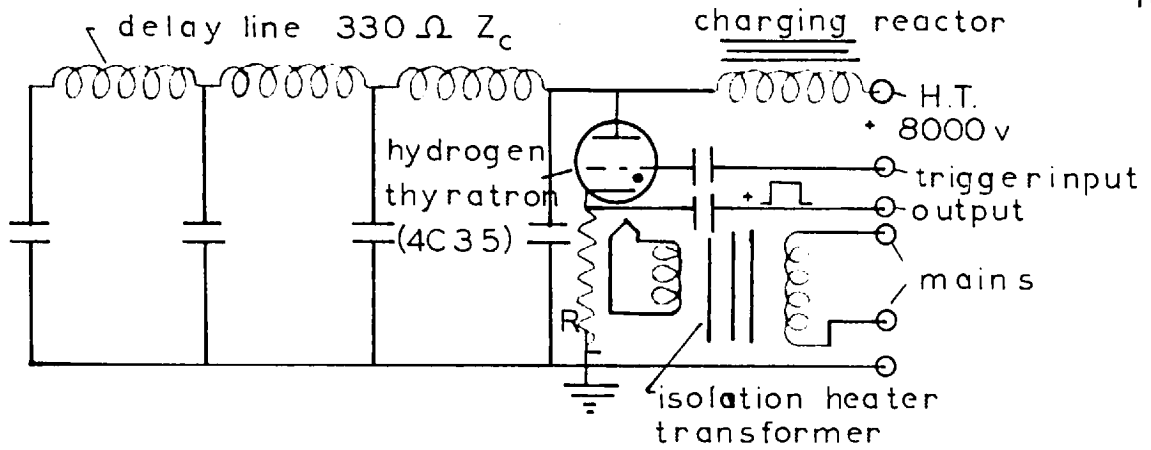 delay line 330 Ω Zc
charging reactor
H.T.
+ 8000 v
hydrogen
thyratron
(4C35)
trigger input
+
output
mains
R
isolation heater
transformer